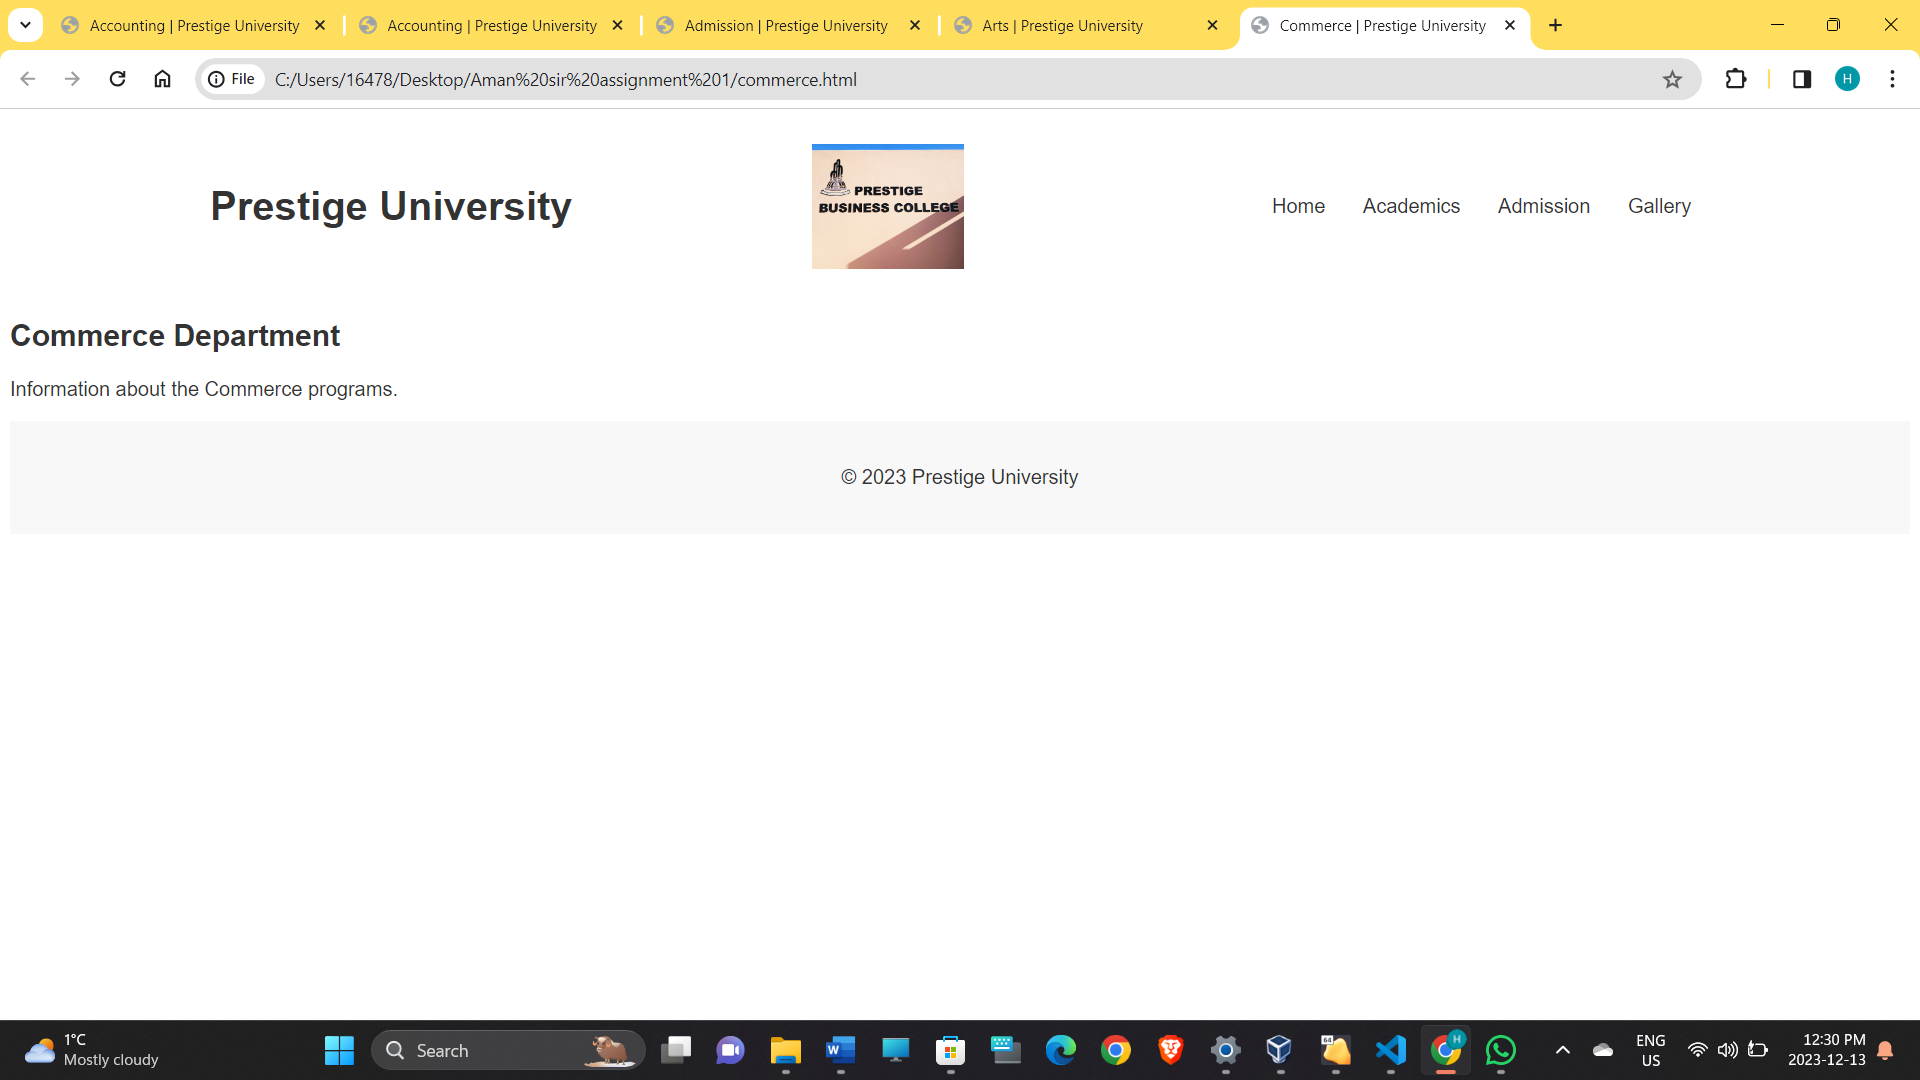 Accounting | Prestige University
Accounting | Prestige University
Admission | Prestige University
Arts | Prestige University
Commerce | Prestige University
File
C:/Users/16478/Desktop/Aman%20sir%20assignment%201/commerce.html
H
Prestige University
PRESTIGE
BUSINESS COLLEGE
Home
Academics
Admission
Gallery
Commerce Department
Information about the Commerce programs.
© 2023 Prestige University
1°C
Mostly cloudy
Search
W
64
H
ENG
US
12:30 PM
2023-12-13